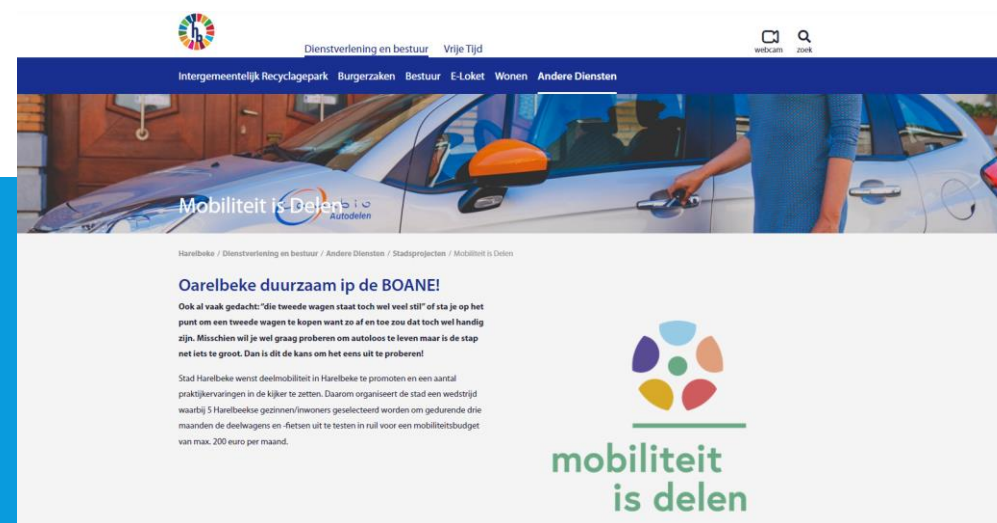 Dienstverlening en bestuur Vrije Tijd
webcam zoek
Intergemeentelijk Recyclagepark Burgerzaken Bestuur E-Loket Wonen Andere Diensten
Mobiliteit is Delen
Autodelen
Harelbeke / Dienstverlening en bestuur / Andere Diensten / Stadsprojecten / Mobiliteit is Delen
Oarelbeke duurzaam ip de BOANE!
Ook al vaak gedacht: "die tweede wagen staat toch wel veel stil" of sta je op het
punt om een tweede wagen te kopen want zo af en toe zou dat toch wel handig
zijn. Misschien wil je wel graag proberen om autoloos te leven maar is de stap
net iets te groot. Dan is dit de kans om het eens uit te proberen!
Stad Harelbeke wenst deelmobiliteit in Harelbeke te promoten en een aantal
praktijkervaringen in de kijker te zetten. Daarom organiseert de stad een wedstrijd
waarbij 5 Harelbeekse gezinnen/inwoners geselecteerd worden om gedurende drie
maanden de deelwagens en -fietsen uit te testen in ruil voor een mobiliteitsbudget
van max. 200 euro per maand.
mobiliteit
is delen